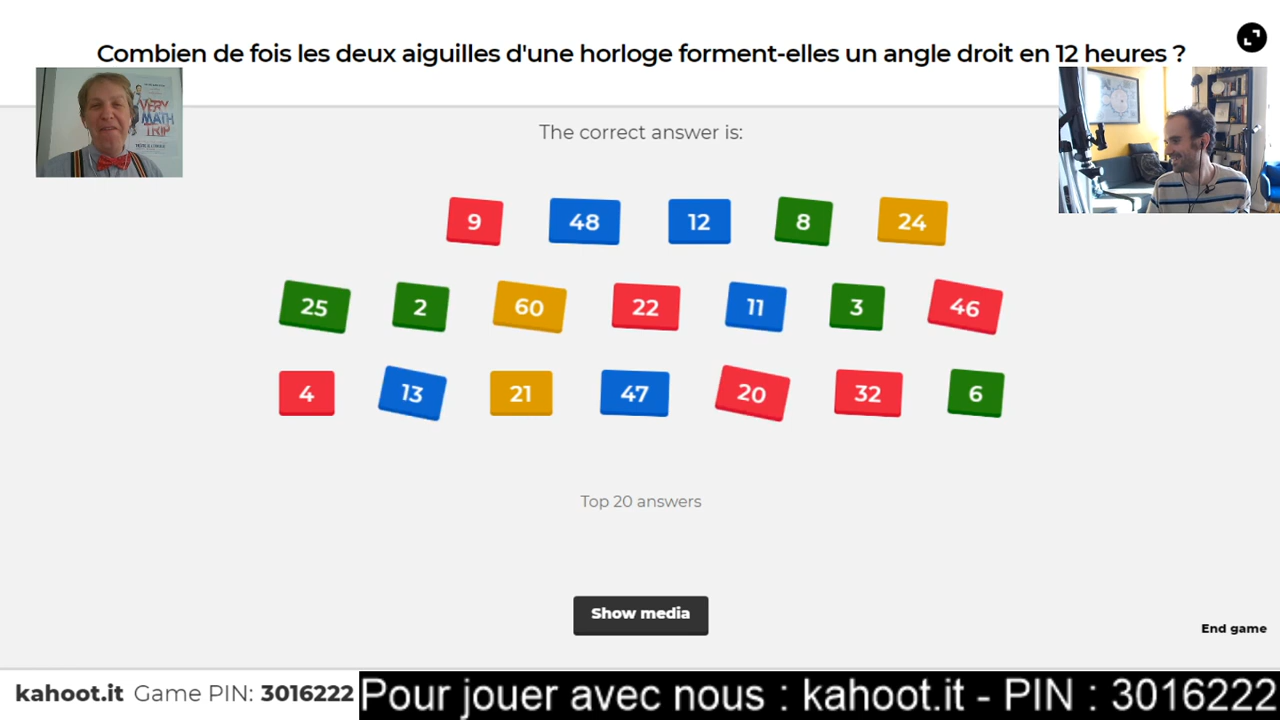 Combien de fois les deux aiguilles d'une horloge forment-elles un angle droit en 12 heures ?
VERY
MATH
TRIP
The correct answer is:
9 48 12 8 24
25 2 60 22 11 3 46
4 13 21 47 20 32 6
Top 20 answers
Show media
End game
kahoot.it Game PIN: 3016222
Pour jouer avec nous : kahoot.it - PIN : 3016222